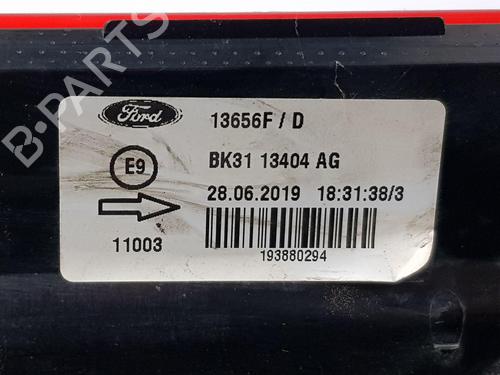 B-PARTS
Ford
13656F / D
E9
BK31 13404 AG
28.06.2019 18:31:38/3
11003
193880294